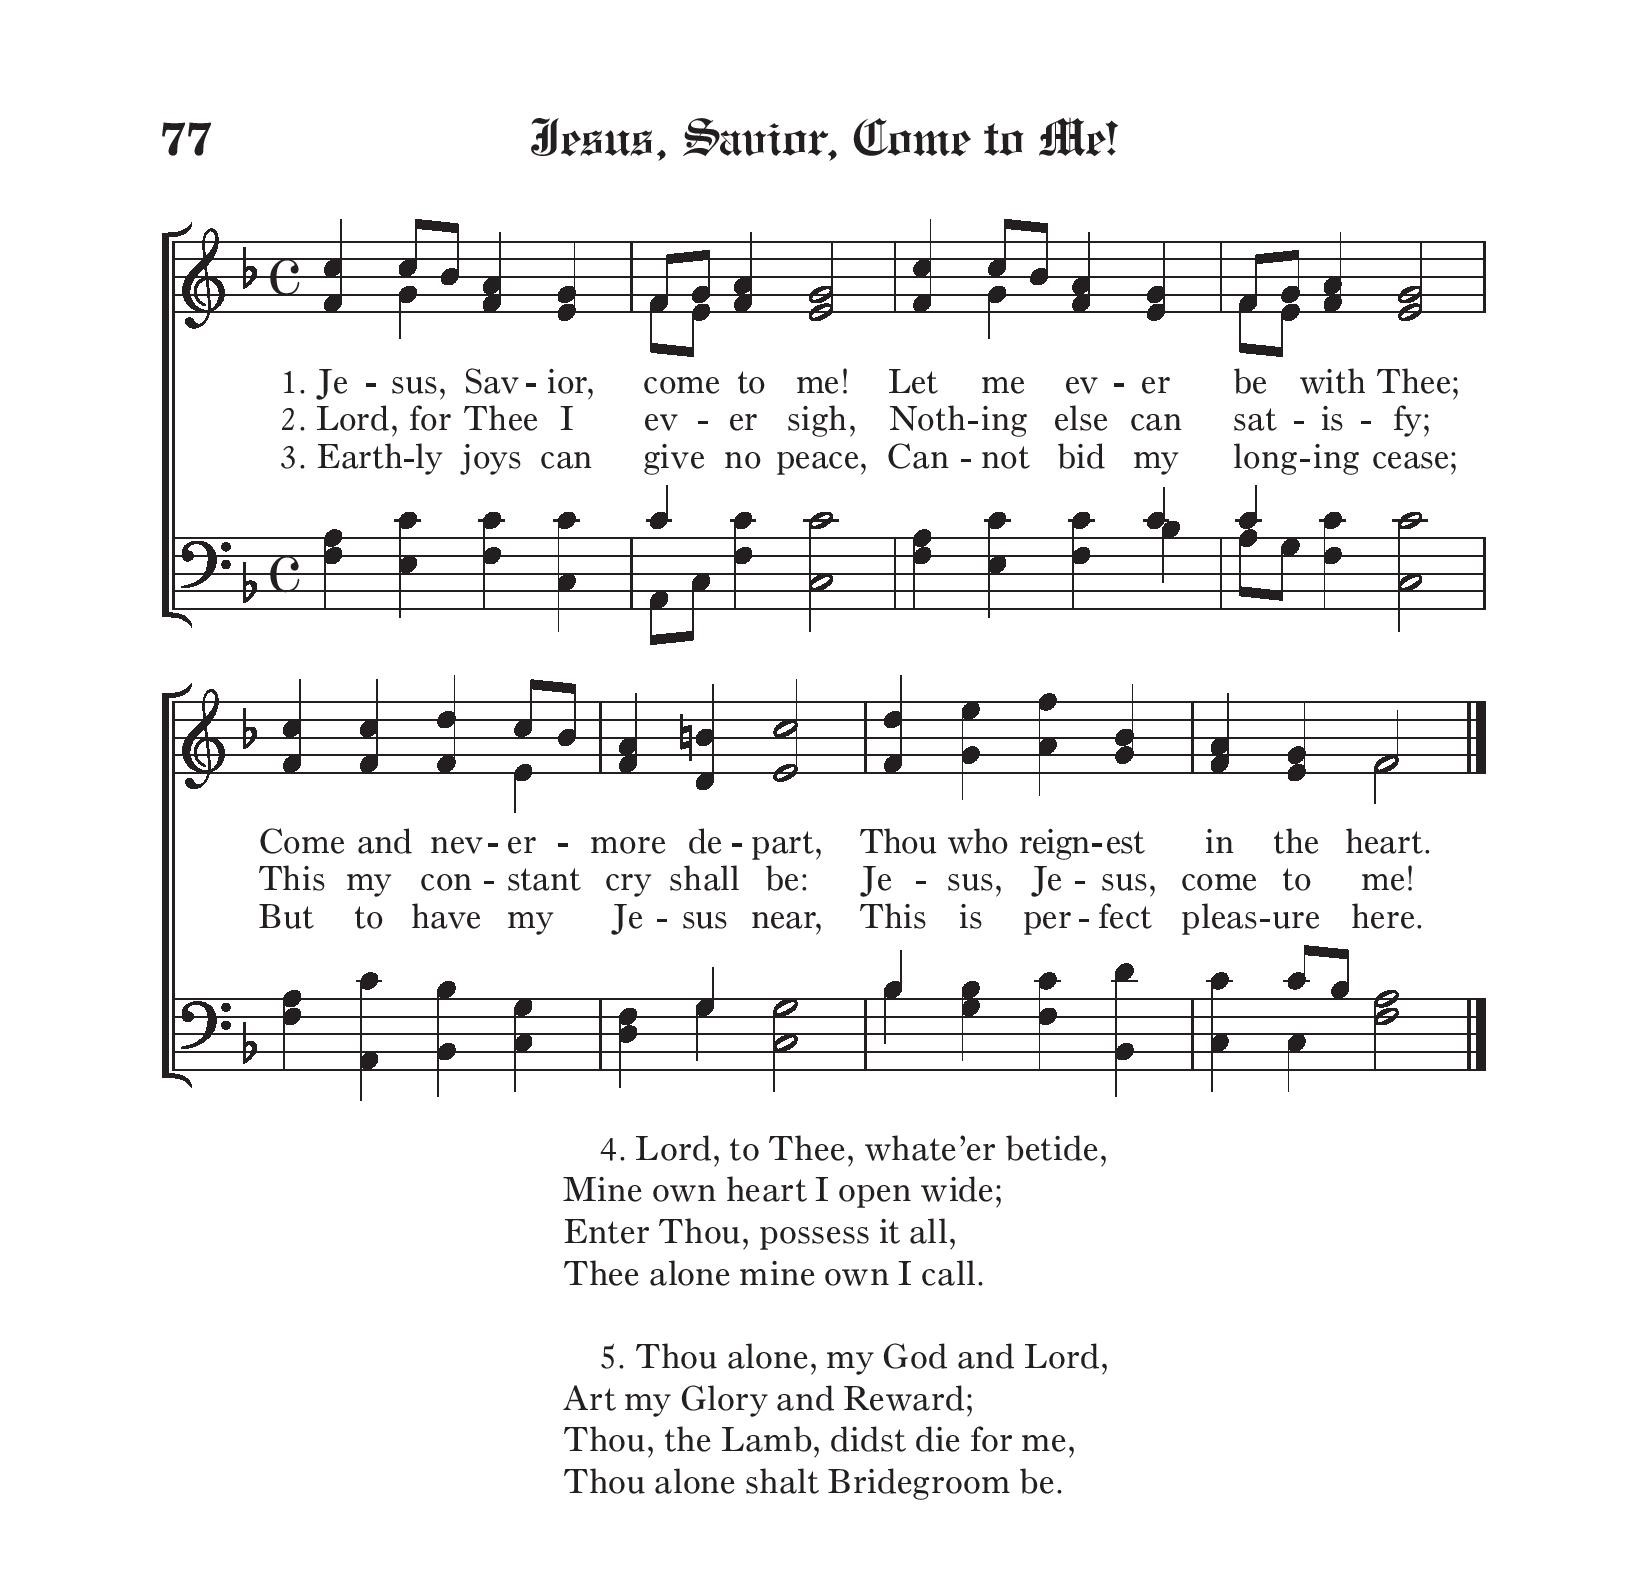 77
Jesus, Savior, Come to Me!
1. Je - sus, Sav - ior, come to me! Let me ev - er be with Thee;
2. Lord, for Thee I ev - er sigh, Noth-ing else can sat - is - fy;
3. Earth-ly joys can give no peace, Can - not bid my long-ing cease;
Come and nev - er - more de - part, Thou who reign-est in the heart.
This my con - stant cry shall be: Je - sus, Je - sus, come to me!
But to have my Je - sus near, This is per - fect pleas-ure here.
4. Lord, to Thee, whate’er betide,
Mine own heart I open wide;
Enter Thou, possess it all,
Thee alone mine own I call.
5. Thou alone, my God and Lord,
Art my Glory and Reward;
Thou, the Lamb, didst die for me,
Thou alone shalt Bridegroom be.